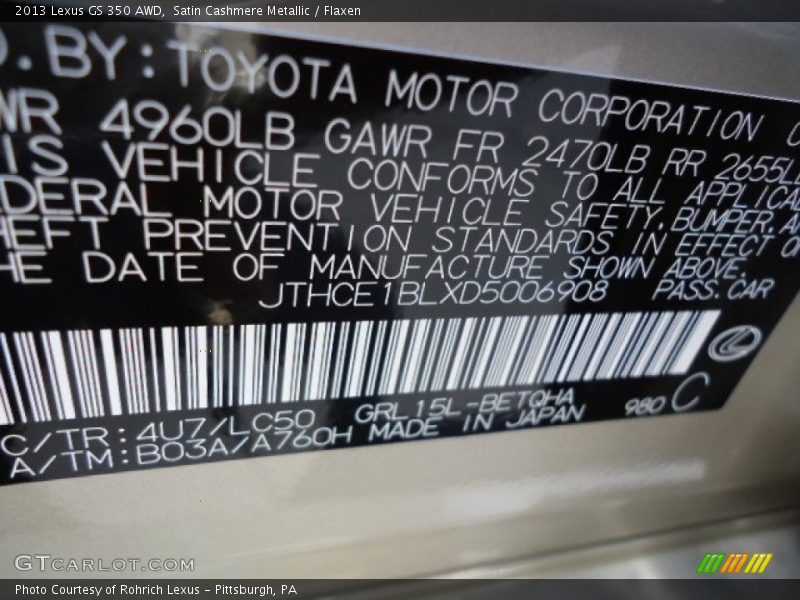 2013 Lexus GS 350 AWD, Satin Cashmere Metallic / Flaxen
D.BY:TOYOTA MOTOR CORPORATION
4960LB GAWR FR 2470LB RR 2655L
VEHICLE CONFORMS TO ALL APPLICA
DERAL MOTOR VEHICLE SAFETY, BUMPER, A
HEFT PREVENTION STANDARDS IN EFFECT O
HE DATE OF MANUFACTURE SHOWN ABOVE.
JTHCE1BLXD5006908 PASS.CAR
C/TR:4U7/LC50 GRL15L-BETQHA 980 C
A/TM:B03A/A760H MADE IN JAPAN
GTCARLOT.COM
Photo Courtesy of Rohrich Lexus – Pittsburgh, PA